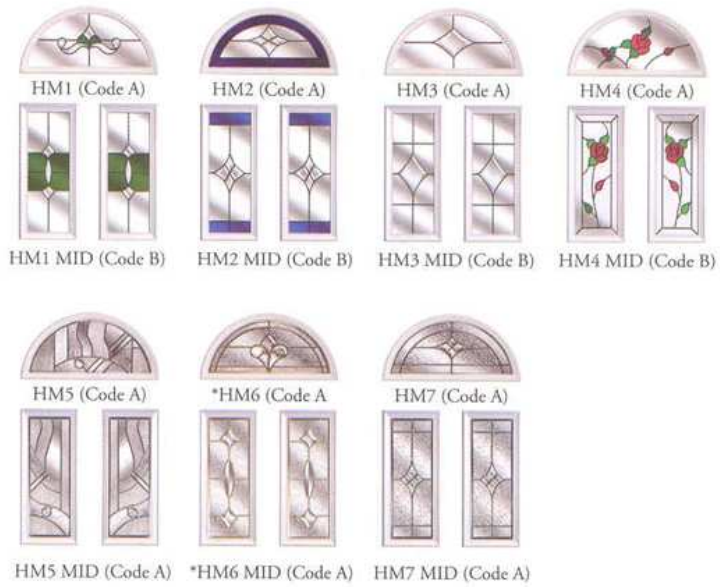 HM1 (Code A) HM2 (Code A) HM3 (Code A) HM4 (Code A)
HM1 MID (Code B) HM2 MID (Code B) HM3 MID (Code B) HM4 MID (Code B)
HM5 (Code A) *HM6 (Code A HM7 (Code A)
HM5 MID (Code A) *HM6 MID (Code A) HM7 MID (Code A)